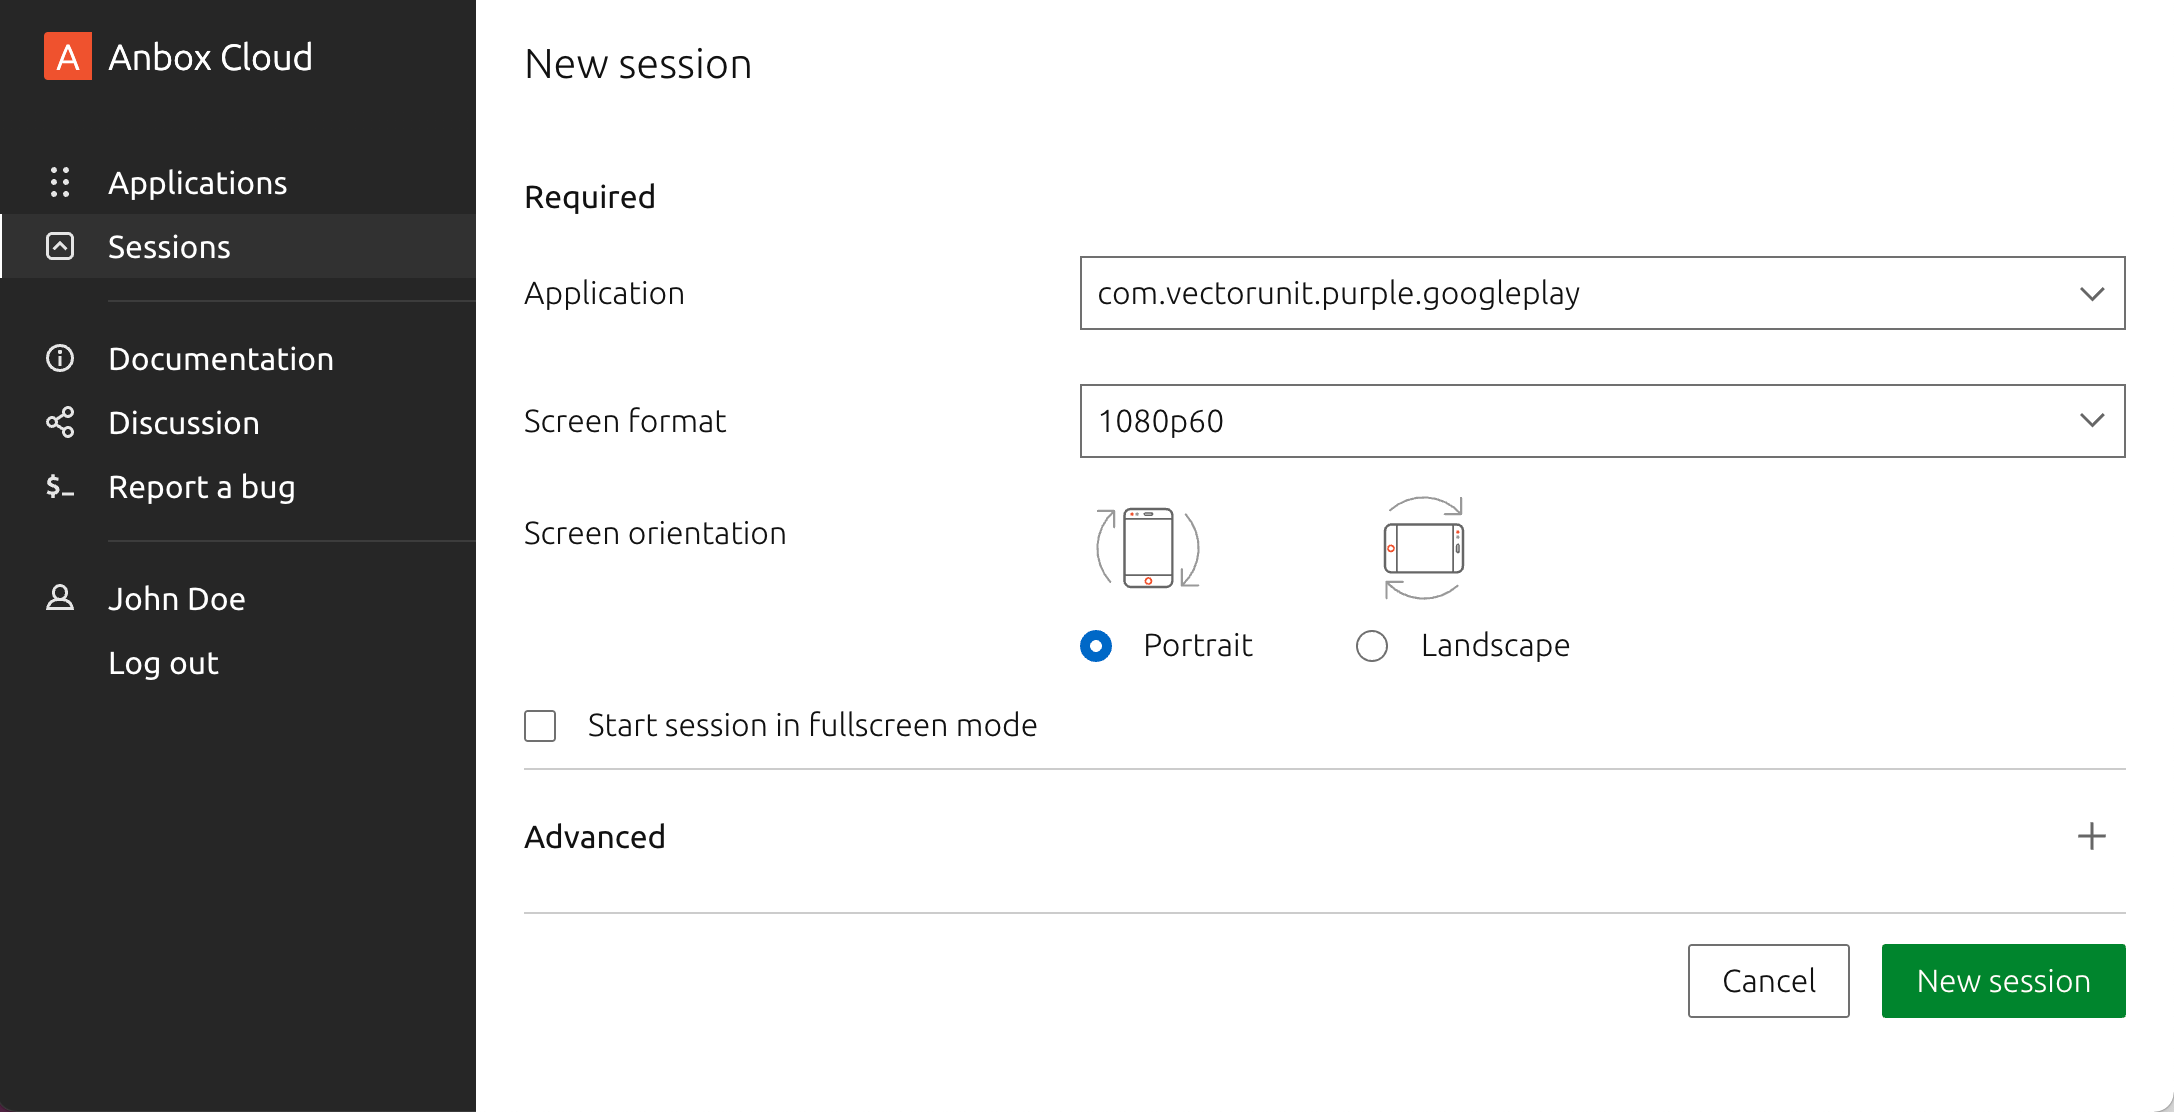 A Anbox Cloud
Applications
Sessions
Documentation
Discussion
$_ Report a bug
John Doe
Log out
New session
Required
Application
com.vectorunit.purple.googleplay
Screen format
1080p60
Screen orientation
Portrait
Landscape
Start session in fullscreen mode
Advanced
Cancel
New session